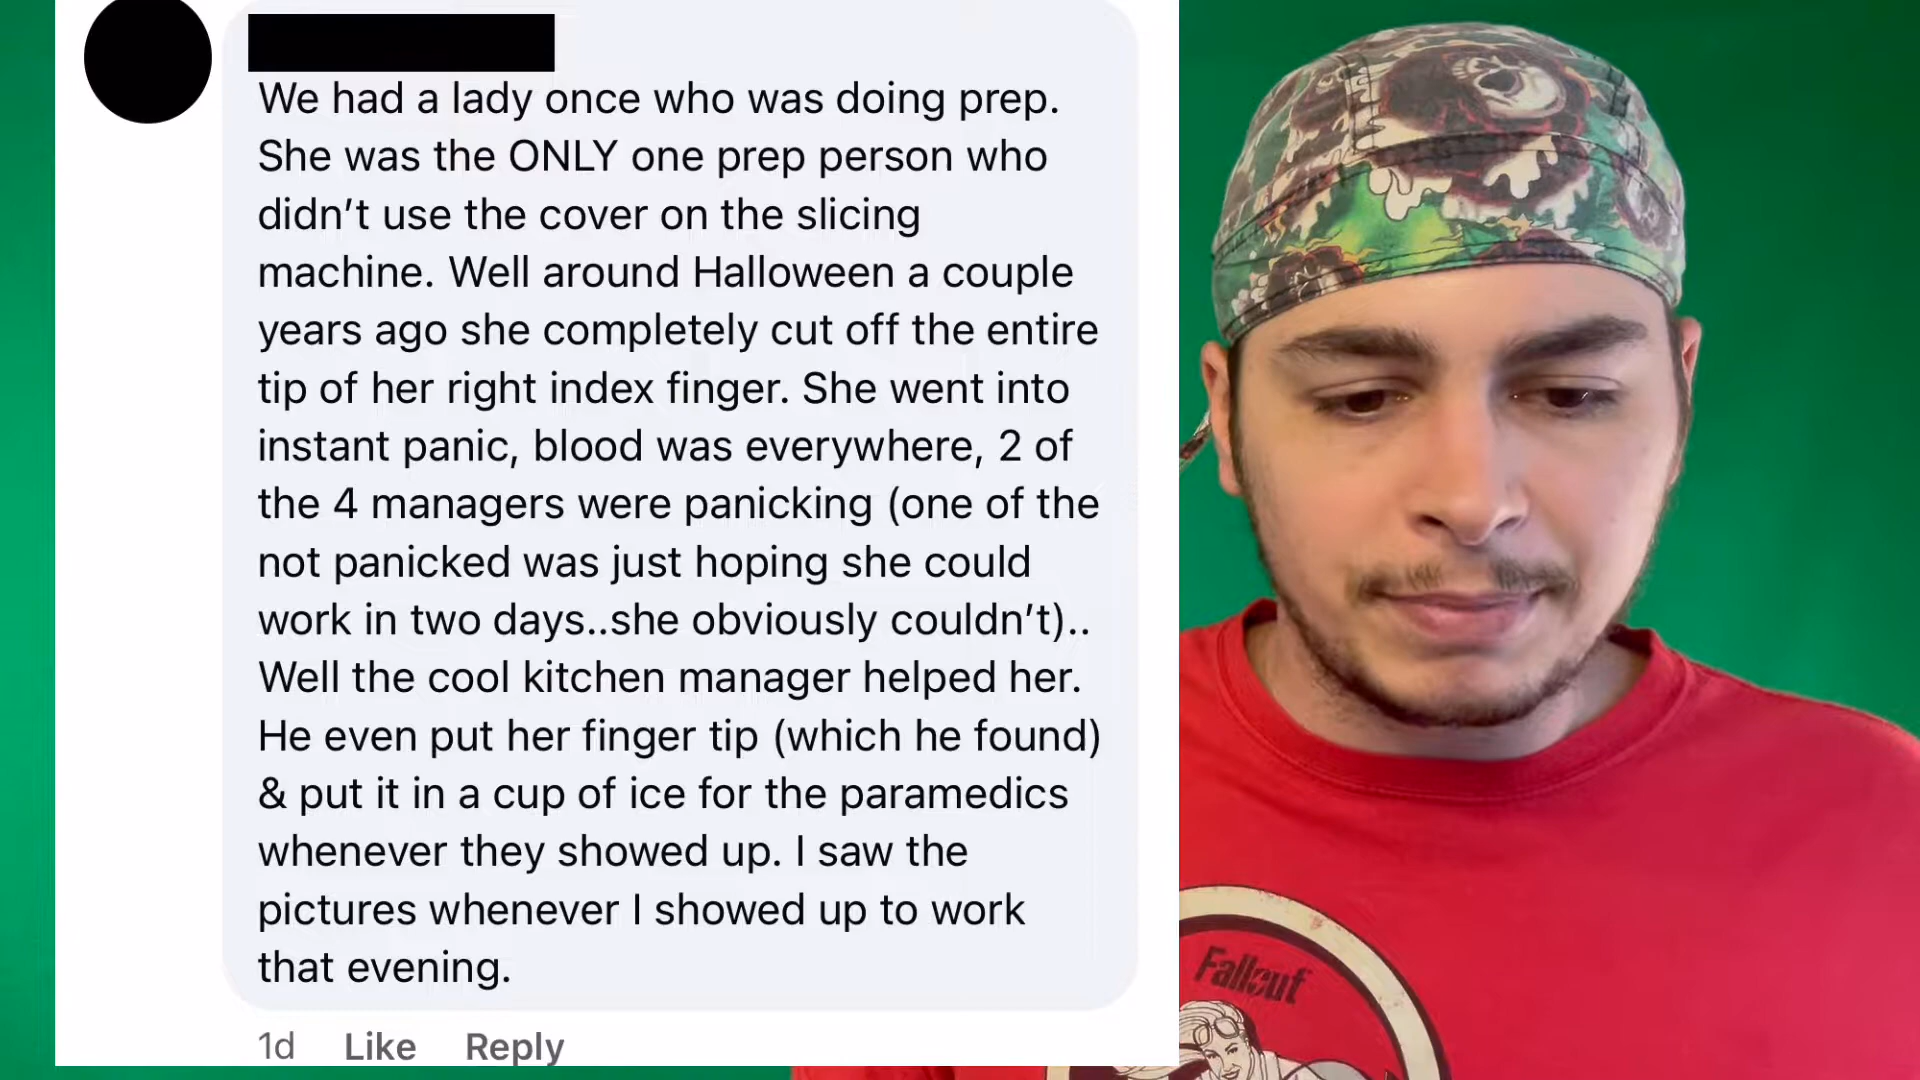 We had a lady once who was doing prep.
She was the ONLY one prep person who
didn't use the cover on the slicing
machine. Well around Halloween a couple
years ago she completely cut off the entire
tip of her right index finger. She went into
instant panic, blood was everywhere, 2 of
the 4 managers were panicking (one of the
not panicked was just hoping she could
work in two days..she obviously couldn't)..
Well the cool kitchen manager helped her.
He even put her finger tip (which he found)
& put it in a cup of ice for the paramedics
whenever they showed up. I saw the
pictures whenever I showed up to work
that evening.
1d Like Reply
Fallout